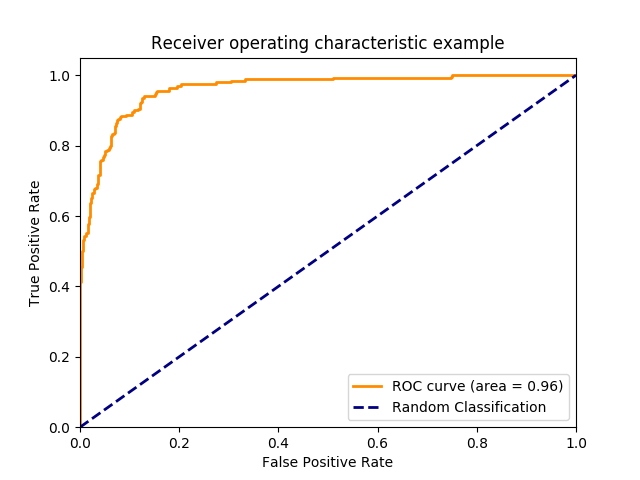 Receiver operating characteristic example
1.0
0.8
0.6
0.4
0.2
0.0
True Positive Rate
ROC curve (area = 0.96)
Random Classification
0.0 0.2 0.4 0.6 0.8 1.0
False Positive Rate